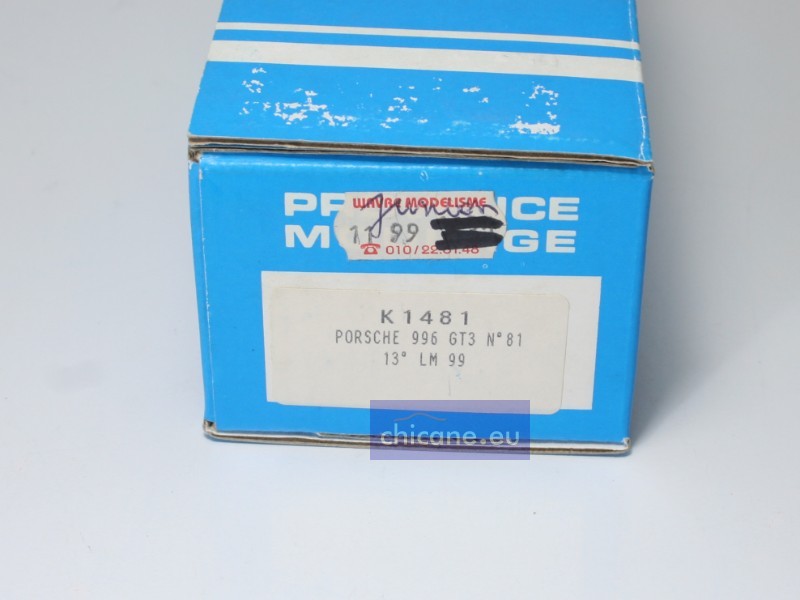 PR NCE
M GE
WAVRE MODELISME
Junior
11 99
☎ 010/22.01.48
K1481
PORSCHE 996 GT3 N°81
13° LM 99
chicane.eu